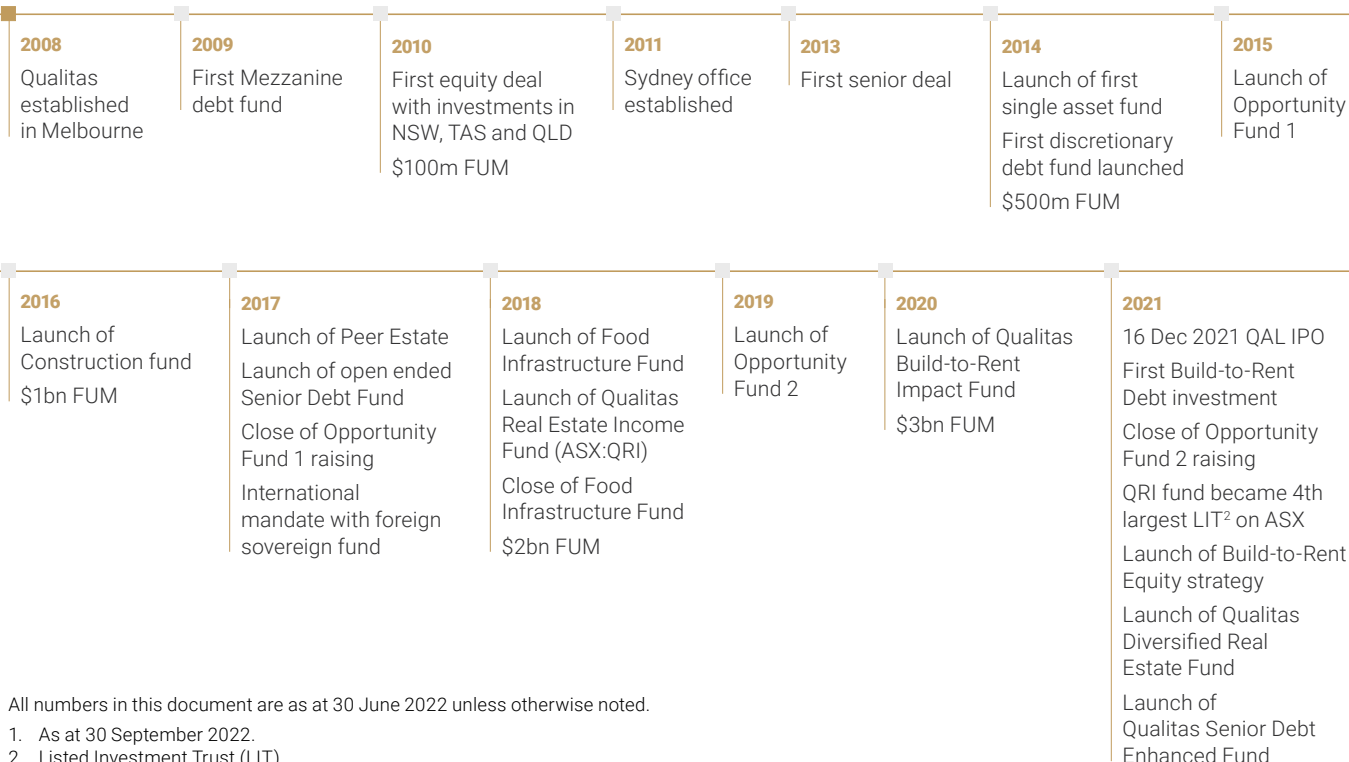 2008
Qualitas
established
in Melbourne
2009
First Mezzanine
debt fund
2010
First equity deal
with investments in
NSW, TAS and QLD
$100m FUM
2011
Sydney office
established
2013
First senior deal
2014
Launch of first
single asset fund
First discretionary
debt fund launched
$500m FUM
2015
Launch of
Opportunity
Fund 1
2016
Launch of
Construction fund
$1bn FUM
2017
Launch of Peer Estate
Launch of open ended
Senior Debt Fund
Close of Opportunity
Fund 1 raising
International
mandate with foreign
sovereign fund
2018
Launch of Food
Infrastructure Fund
Launch of Qualitas
Real Estate Income
Fund (ASX:QRI)
Close of Food
Infrastructure Fund
$2bn FUM
2019
Launch of
Opportunity
Fund 2
2020
Launch of Qualitas
Build-to-Rent
Impact Fund
$3bn FUM
2021
16 Dec 2021 QAL IPO
First Build-to-Rent
Debt investment
Close of Opportunity
Fund 2 raising
QRI fund became 4th
largest LIT² on ASX
Launch of Build-to-Rent
Equity strategy
Launch of Qualitas
Diversified Real
Estate Fund
Launch of
Qualitas Senior Debt
Enhanced Fund
All numbers in this document are as at 30 June 2022 unless otherwise noted.
1. As at 30 September 2022.
2. Listed Investment Trust (LIT)